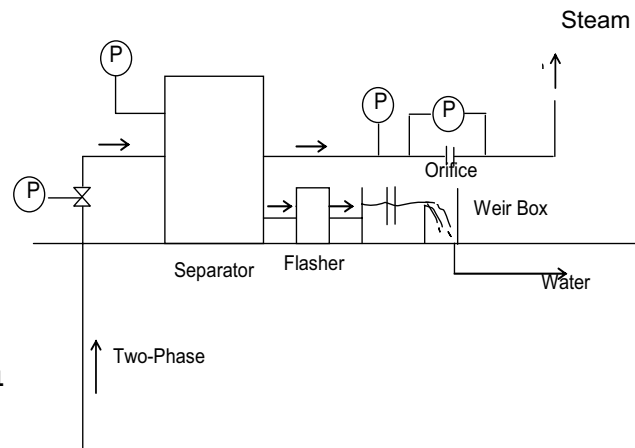 Steam
P
P
P
P
Orifice
Weir Box
Separator
Flasher
Water
Two-Phase